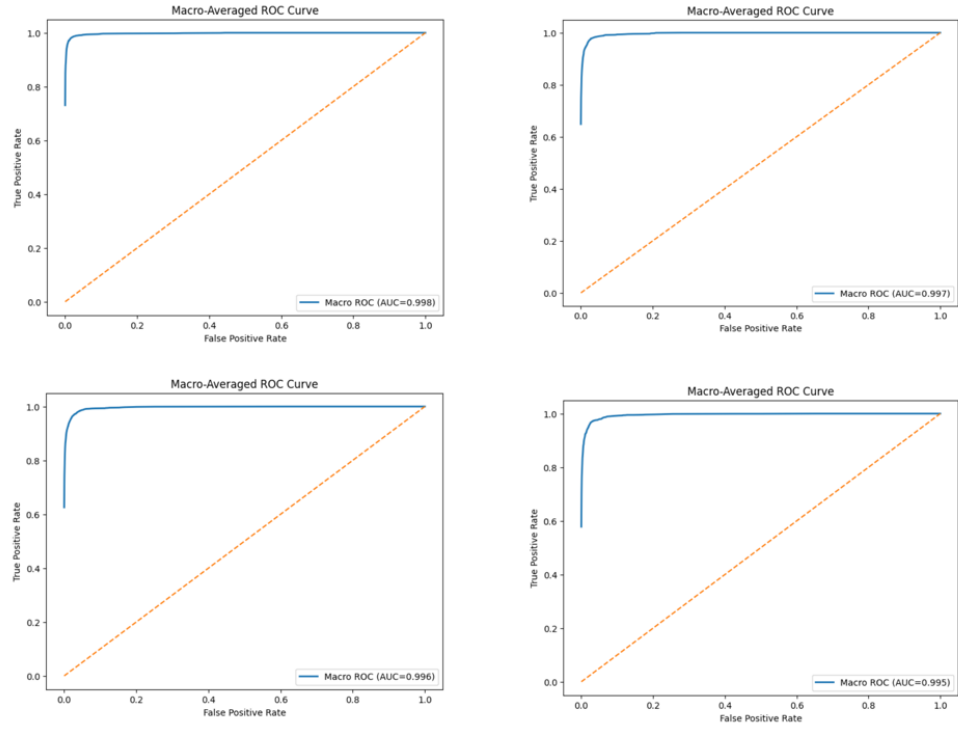 Macro-Averaged ROC Curve
True Positive Rate
1.0
0.8
0.6
0.4
0.2
0.0
Macro ROC (AUC=0.998)
0.0 0.2 0.4 0.6 0.8 1.0
False Positive Rate
Macro-Averaged ROC Curve
True Positive Rate
1.0
0.8
0.6
0.4
0.2
0.0
Macro ROC (AUC=0.997)
0.0 0.2 0.4 0.6 0.8 1.0
False Positive Rate
Macro-Averaged ROC Curve
True Positive Rate
1.0
0.8
0.6
0.4
0.2
0.0
Macro ROC (AUC=0.996)
0.0 0.2 0.4 0.6 0.8 1.0
False Positive Rate
Macro-Averaged ROC Curve
True Positive Rate
1.0
0.8
0.6
0.4
0.2
0.0
Macro ROC (AUC=0.995)
0.0 0.2 0.4 0.6 0.8 1.0
False Positive Rate